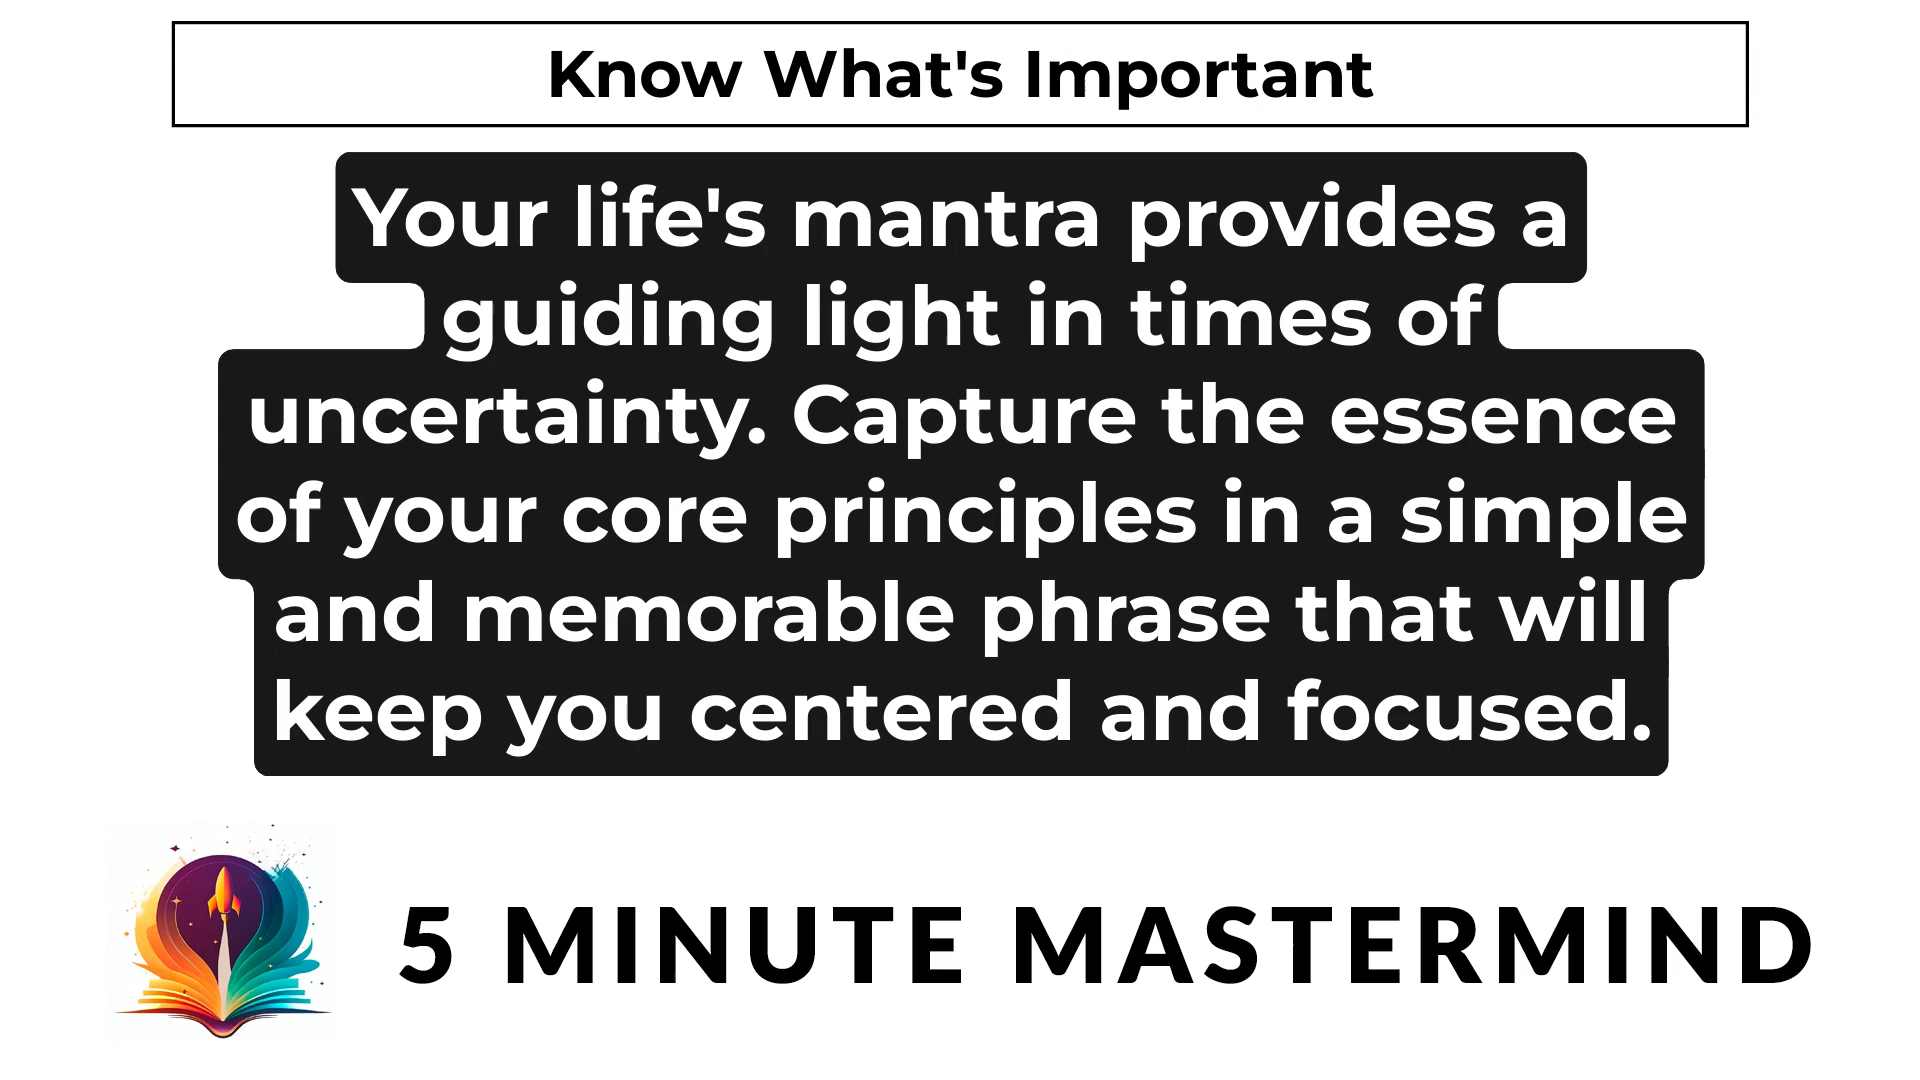 Know What's Important
Your life's mantra provides a
guiding light in times of
uncertainty. Capture the essence
of your core principles in a simple
and memorable phrase that will
keep you centered and focused.
5 MINUTE MASTERMIND